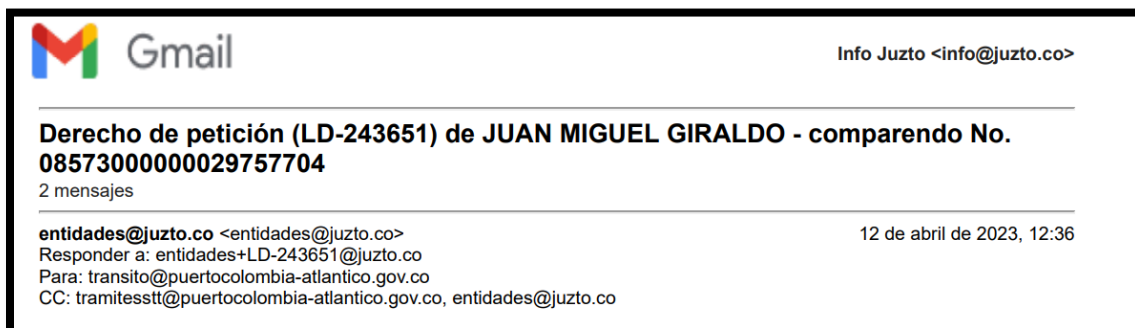 Gmail
Info Juzto <info@juzto.co>
Derecho de petición (LD-243651) de JUAN MIGUEL GIRALDO - comparendo No.
08573000000029757704
2 mensajes
entidades@juzto.co <entidades@juzto.co>
12 de abril de 2023, 12:36
Responder a: entidades+LD-243651@juzto.co
Para: transito@puertocolombia-atlantico.gov.co
CC: tramitesstt@puertocolombia-atlantico.gov.co, entidades@juzto.co